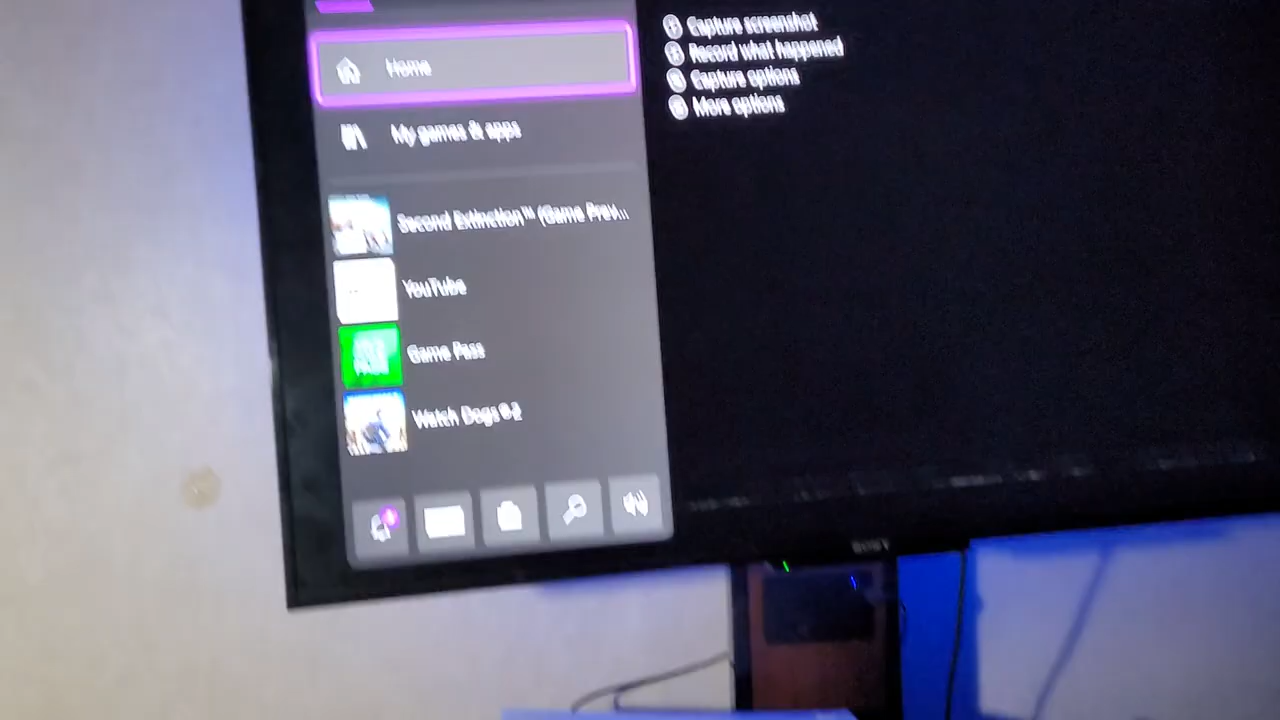 Home
My games & apps
Second Extinction™ (Game Prev...
YouTube
Game Pass
Watch Dogs®2
Capture screenshot
Record what happened
Capture options
More options
SONY